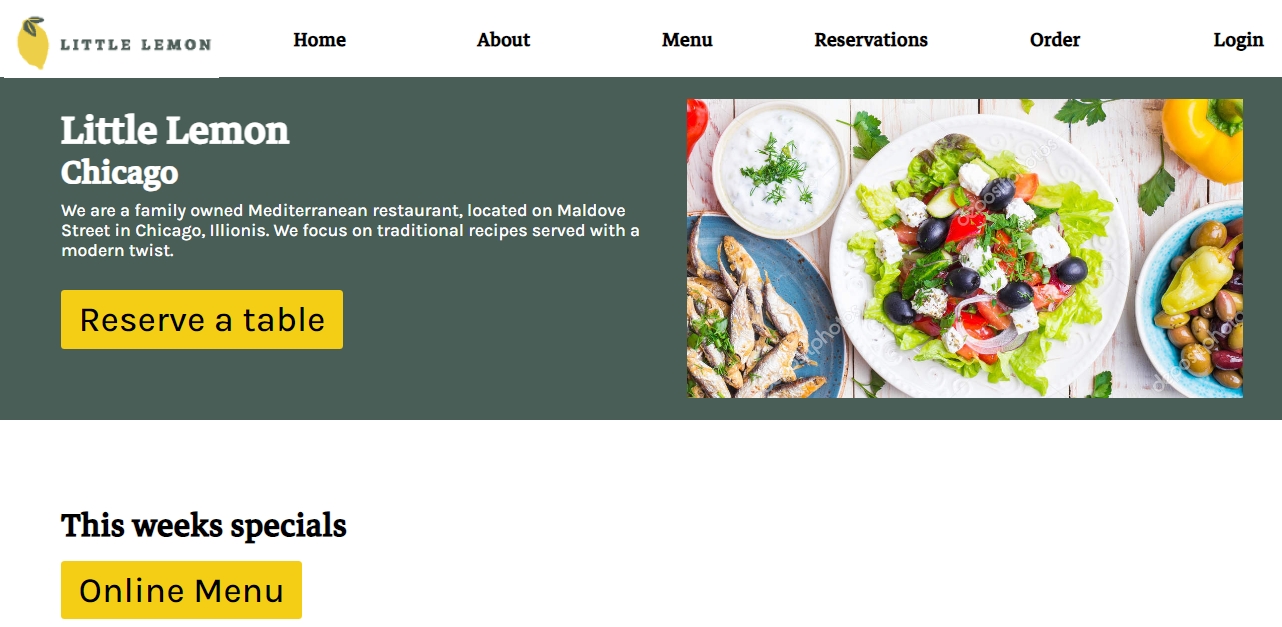 LITTLE LEMON
Home About Menu Reservations Order Login
Little Lemon
Chicago
We are a family owned Mediterranean restaurant, located on Maldove
Street in Chicago, Illionis. We focus on traditional recipes served with a
modern twist.
Reserve a table
This weeks specials
Online Menu